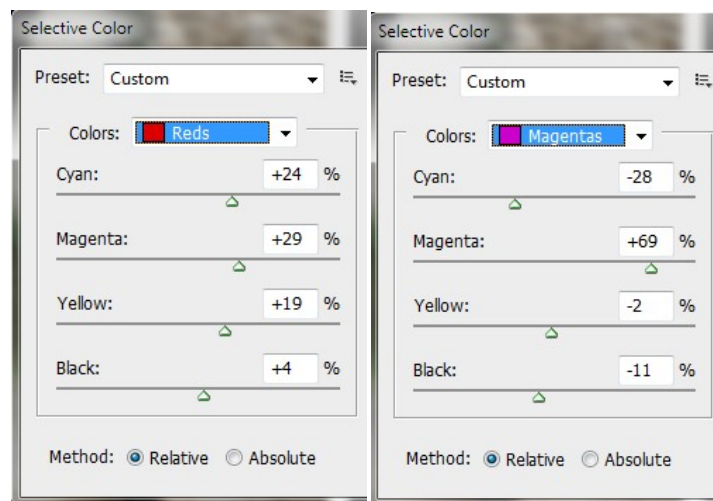 Selective Color
Preset: Custom
Colors: Reds
Cyan: +24 %
Magenta: +29 %
Yellow: +19 %
Black: +4 %
Method: Relative Absolute
Selective Color
Preset: Custom
Colors: Magentas
Cyan: -28 %
Magenta: +69 %
Yellow: -2 %
Black: -11 %
Method: Relative Absolute